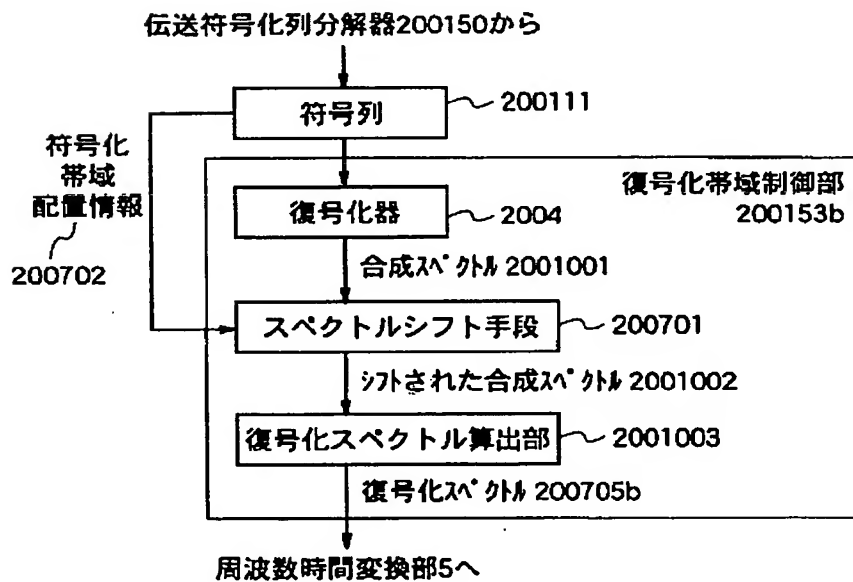 伝送符号化列分解器200150から
符号列
200111
符号化
帯域
配置情報
200702
復号化帯域制御部
200153b
復号化器
2004
合成スペクトル 2001001
スペクトルシフト手段
200701
シフトされた合成スペクトル 2001002
復号化スペクトル算出部
2001003
復号化スペクトル 200705b
周波数時間変換部5へ